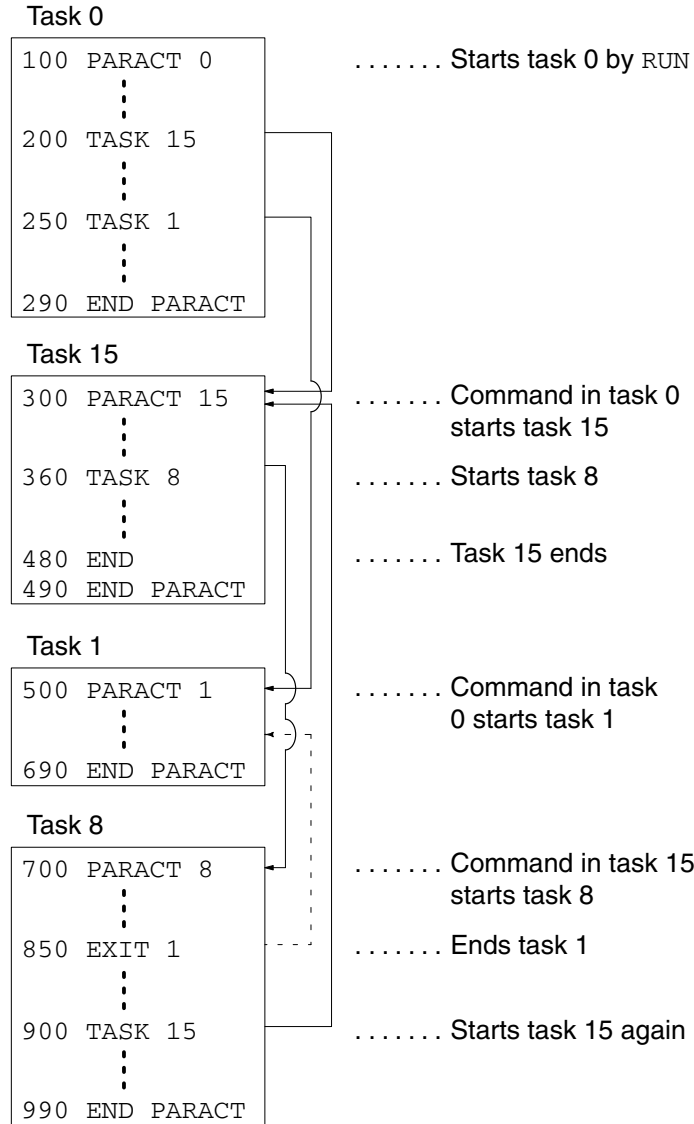 Task 0
100 PARACT 0 ....... Starts task 0 by RUN
200 TASK 15
250 TASK 1
290 END PARACT
Task 15
300 PARACT 15 ....... Command in task 0
starts task 15
360 TASK 8 ....... Starts task 8
480 END ....... Task 15 ends
490 END PARACT
Task 1
500 PARACT 1 ....... Command in task
0 starts task 1
690 END PARACT
Task 8
700 PARACT 8 ....... Command in task 15
starts task 8
850 EXIT 1 ....... Ends task 1
900 TASK 15 ....... Starts task 15 again
990 END PARACT